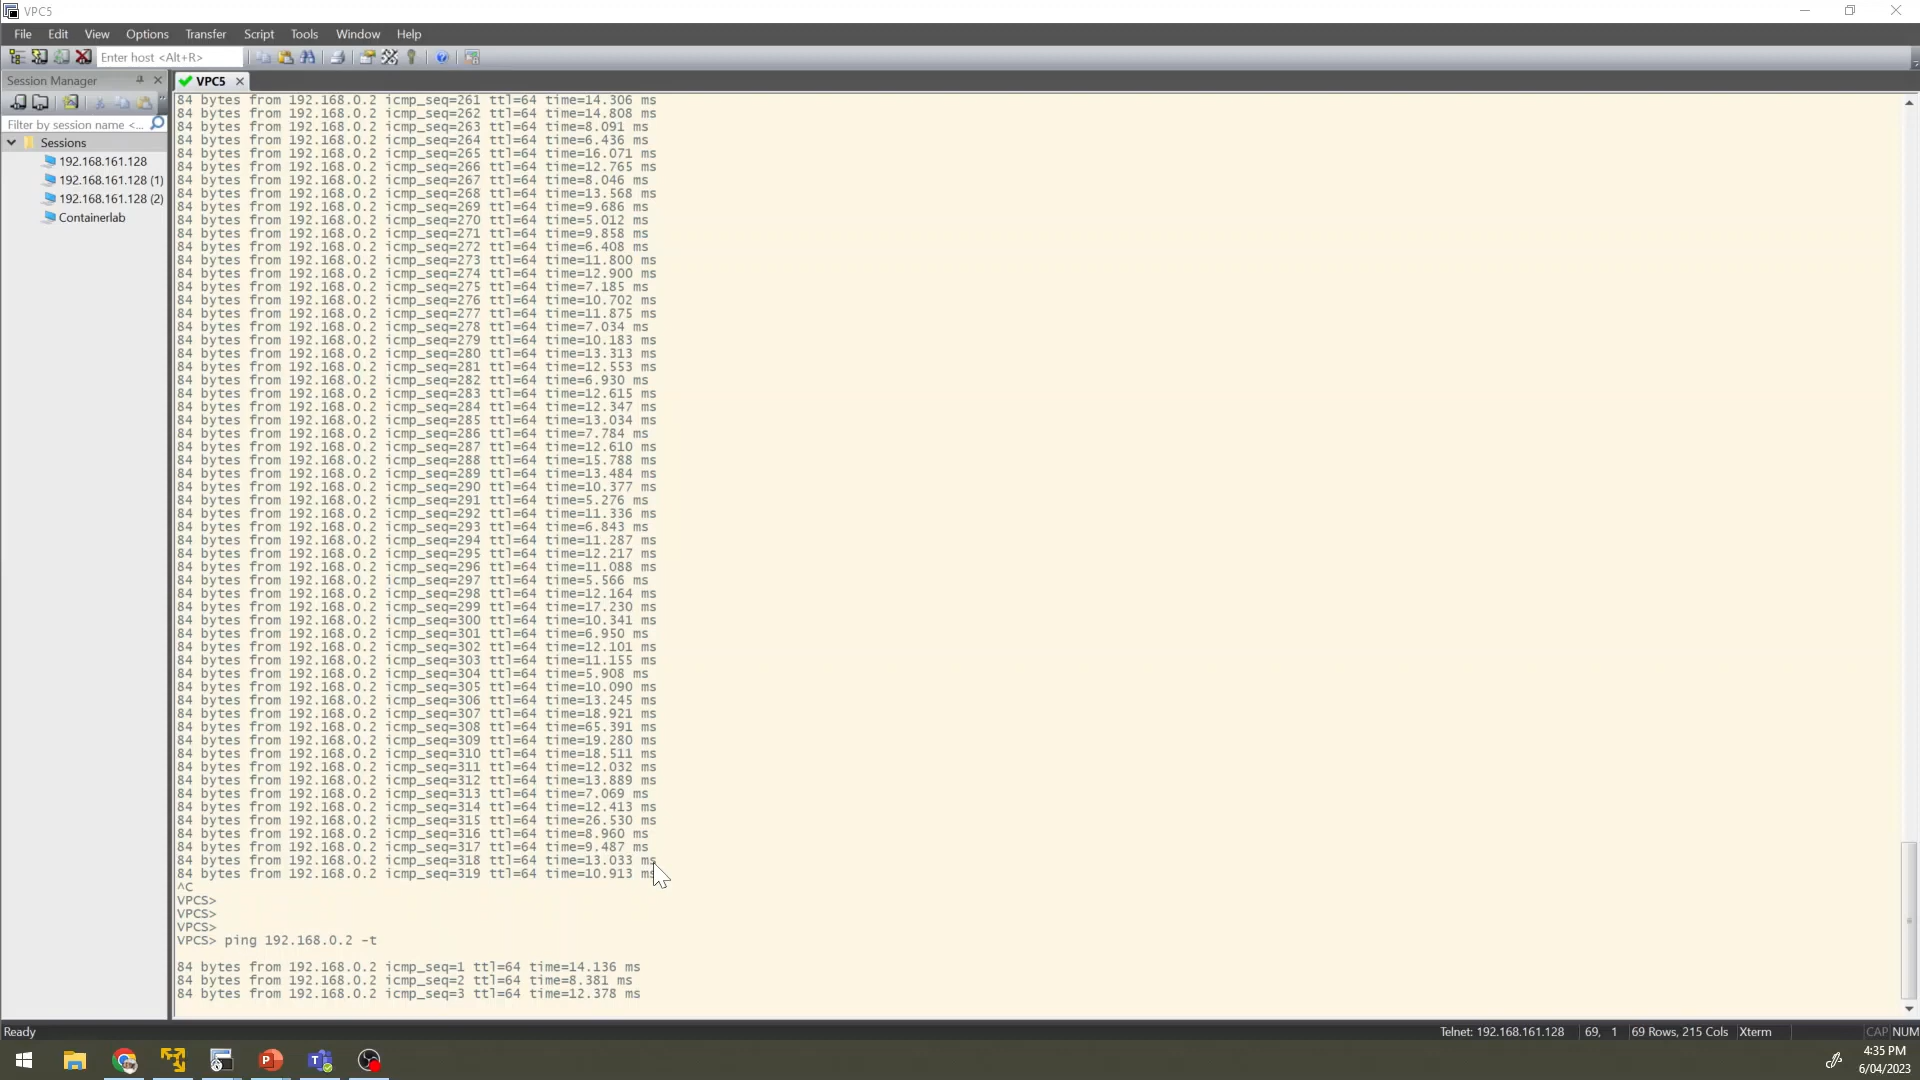 VPC5
File Edit View Options Transfer Script Tools Window Help
Enter host <Alt+R>
Session Manager
VPC5
Filter by session name <...
Sessions
192.168.161.128
192.168.161.128 (1)
192.168.161.128 (2)
Containerlab
84 bytes from 192.168.0.2 icmp_seq=261 ttl=64 time=14.306 ms
84 bytes from 192.168.0.2 icmp_seq=262 ttl=64 time=14.808 ms
84 bytes from 192.168.0.2 icmp_seq=263 ttl=64 time=8.091 ms
84 bytes from 192.168.0.2 icmp_seq=264 ttl=64 time=6.436 ms
84 bytes from 192.168.0.2 icmp_seq=265 ttl=64 time=16.071 ms
84 bytes from 192.168.0.2 icmp_seq=266 ttl=64 time=12.765 ms
84 bytes from 192.168.0.2 icmp_seq=267 ttl=64 time=8.046 ms
84 bytes from 192.168.0.2 icmp_seq=268 ttl=64 time=13.568 ms
84 bytes from 192.168.0.2 icmp_seq=269 ttl=64 time=9.686 ms
84 bytes from 192.168.0.2 icmp_seq=270 ttl=64 time=5.012 ms
84 bytes from 192.168.0.2 icmp_seq=271 ttl=64 time=9.858 ms
84 bytes from 192.168.0.2 icmp_seq=272 ttl=64 time=6.408 ms
84 bytes from 192.168.0.2 icmp_seq=273 ttl=64 time=11.800 ms
84 bytes from 192.168.0.2 icmp_seq=274 ttl=64 time=12.900 ms
84 bytes from 192.168.0.2 icmp_seq=275 ttl=64 time=7.185 ms
84 bytes from 192.168.0.2 icmp_seq=276 ttl=64 time=10.702 ms
84 bytes from 192.168.0.2 icmp_seq=277 ttl=64 time=11.875 ms
84 bytes from 192.168.0.2 icmp_seq=278 ttl=64 time=7.034 ms
84 bytes from 192.168.0.2 icmp_seq=279 ttl=64 time=10.183 ms
84 bytes from 192.168.0.2 icmp_seq=280 ttl=64 time=13.313 ms
84 bytes from 192.168.0.2 icmp_seq=281 ttl=64 time=12.553 ms
84 bytes from 192.168.0.2 icmp_seq=282 ttl=64 time=6.930 ms
84 bytes from 192.168.0.2 icmp_seq=283 ttl=64 time=12.615 ms
84 bytes from 192.168.0.2 icmp_seq=284 ttl=64 time=12.347 ms
84 bytes from 192.168.0.2 icmp_seq=285 ttl=64 time=13.034 ms
84 bytes from 192.168.0.2 icmp_seq=286 ttl=64 time=7.784 ms
84 bytes from 192.168.0.2 icmp_seq=287 ttl=64 time=12.610 ms
84 bytes from 192.168.0.2 icmp_seq=288 ttl=64 time=15.788 ms
84 bytes from 192.168.0.2 icmp_seq=289 ttl=64 time=13.484 ms
84 bytes from 192.168.0.2 icmp_seq=290 ttl=64 time=10.377 ms
84 bytes from 192.168.0.2 icmp_seq=291 ttl=64 time=5.276 ms
84 bytes from 192.168.0.2 icmp_seq=292 ttl=64 time=11.336 ms
84 bytes from 192.168.0.2 icmp_seq=293 ttl=64 time=6.843 ms
84 bytes from 192.168.0.2 icmp_seq=294 ttl=64 time=11.287 ms
84 bytes from 192.168.0.2 icmp_seq=295 ttl=64 time=12.217 ms
84 bytes from 192.168.0.2 icmp_seq=296 ttl=64 time=11.088 ms
84 bytes from 192.168.0.2 icmp_seq=297 ttl=64 time=5.566 ms
84 bytes from 192.168.0.2 icmp_seq=298 ttl=64 time=12.164 ms
84 bytes from 192.168.0.2 icmp_seq=299 ttl=64 time=17.230 ms
84 bytes from 192.168.0.2 icmp_seq=300 ttl=64 time=10.341 ms
84 bytes from 192.168.0.2 icmp_seq=301 ttl=64 time=6.950 ms
84 bytes from 192.168.0.2 icmp_seq=302 ttl=64 time=12.101 ms
84 bytes from 192.168.0.2 icmp_seq=303 ttl=64 time=11.155 ms
84 bytes from 192.168.0.2 icmp_seq=304 ttl=64 time=5.908 ms
84 bytes from 192.168.0.2 icmp_seq=305 ttl=64 time=10.090 ms
84 bytes from 192.168.0.2 icmp_seq=306 ttl=64 time=13.245 ms
84 bytes from 192.168.0.2 icmp_seq=307 ttl=64 time=18.921 ms
84 bytes from 192.168.0.2 icmp_seq=308 ttl=64 time=65.391 ms
84 bytes from 192.168.0.2 icmp_seq=309 ttl=64 time=19.280 ms
84 bytes from 192.168.0.2 icmp_seq=310 ttl=64 time=18.511 ms
84 bytes from 192.168.0.2 icmp_seq=311 ttl=64 time=12.032 ms
84 bytes from 192.168.0.2 icmp_seq=312 ttl=64 time=13.889 ms
84 bytes from 192.168.0.2 icmp_seq=313 ttl=64 time=7.069 ms
84 bytes from 192.168.0.2 icmp_seq=314 ttl=64 time=12.413 ms
84 bytes from 192.168.0.2 icmp_seq=315 ttl=64 time=26.530 ms
84 bytes from 192.168.0.2 icmp_seq=316 ttl=64 time=8.960 ms
84 bytes from 192.168.0.2 icmp_seq=317 ttl=64 time=9.487 ms
84 bytes from 192.168.0.2 icmp_seq=318 ttl=64 time=13.033 ms
84 bytes from 192.168.0.2 icmp_seq=319 ttl=64 time=10.913 ms
^C
VPCS>
VPCS>
VPCS>
VPCS> ping 192.168.0.2 -t
84 bytes from 192.168.0.2 icmp_seq=1 ttl=64 time=14.136 ms
84 bytes from 192.168.0.2 icmp_seq=2 ttl=64 time=8.381 ms
84 bytes from 192.168.0.2 icmp_seq=3 ttl=64 time=12.378 ms
Ready
Telnet: 192.168.161.128 69, 1 69 Rows, 215 Cols Xterm CAP NUM
4:35 PM
6/04/2023